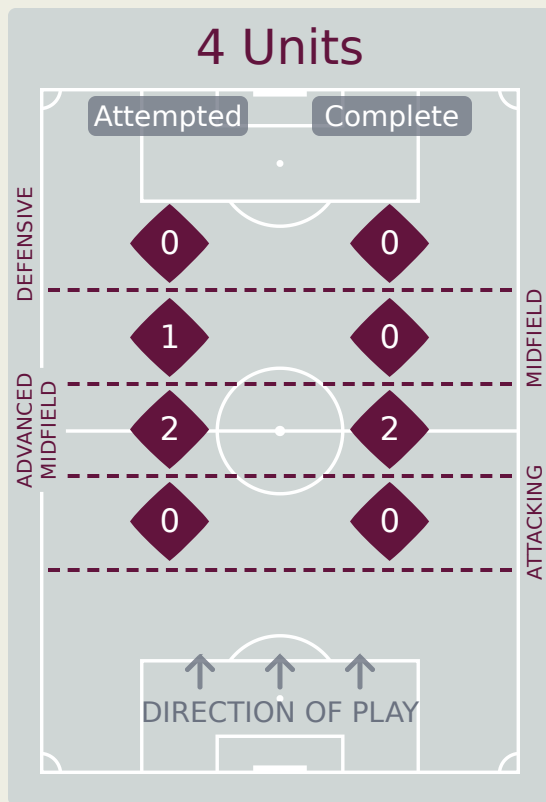 4 Units
Attempted Complete
DEFENSIVE
0 0
MIDFIELD
1 0
ADVANCED
MIDFIELD
2 2
ATTACKING
0 0
DIRECTION OF PLAY